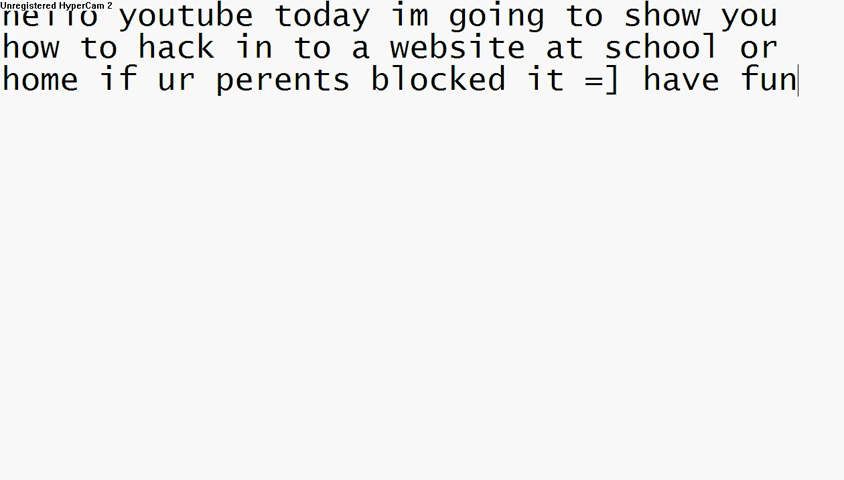 Unregistered HyperCam 2
hello youtube today im going to show you
how to hack in to a website at school or
home if ur perents blocked it =] have fun